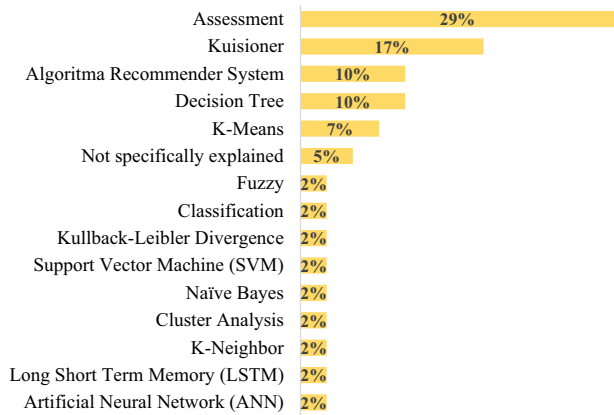 Assessment 29%
Kuisioner 17%
Algoritma Recommender System 10%
Decision Tree 10%
K-Means 7%
Not specifically explained 5%
Fuzzy 2%
Classification 2%
Kullback-Leibler Divergence 2%
Support Vector Machine (SVM) 2%
Naïve Bayes 2%
Cluster Analysis 2%
K-Neighbor 2%
Long Short Term Memory (LSTM) 2%
Artificial Neural Network (ANN) 2%